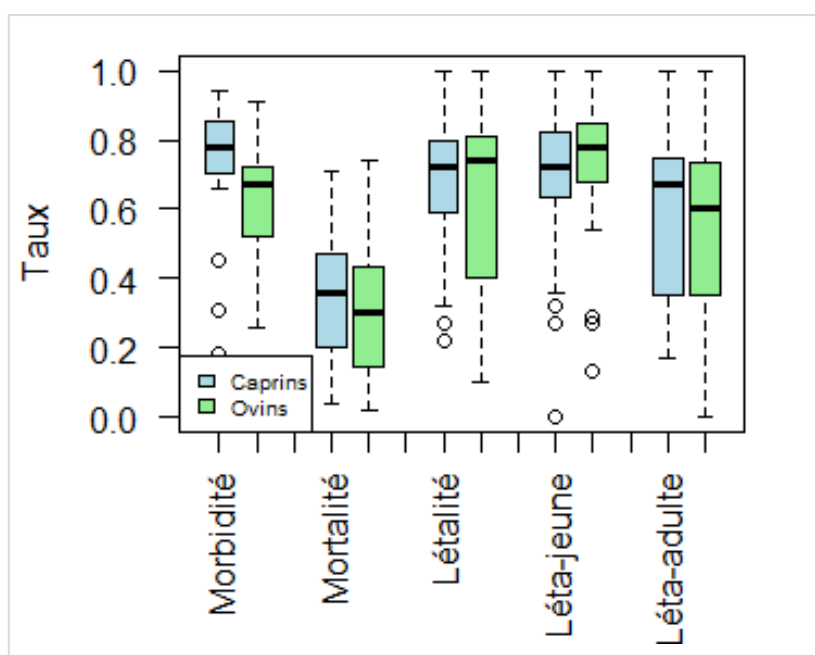 1.0
0.8
0.6
0.4
0.2
0.0
Taux
Caprins
Ovins
Morbidité
Mortalité
Létalité
Léta-jeune
Léta-adulte